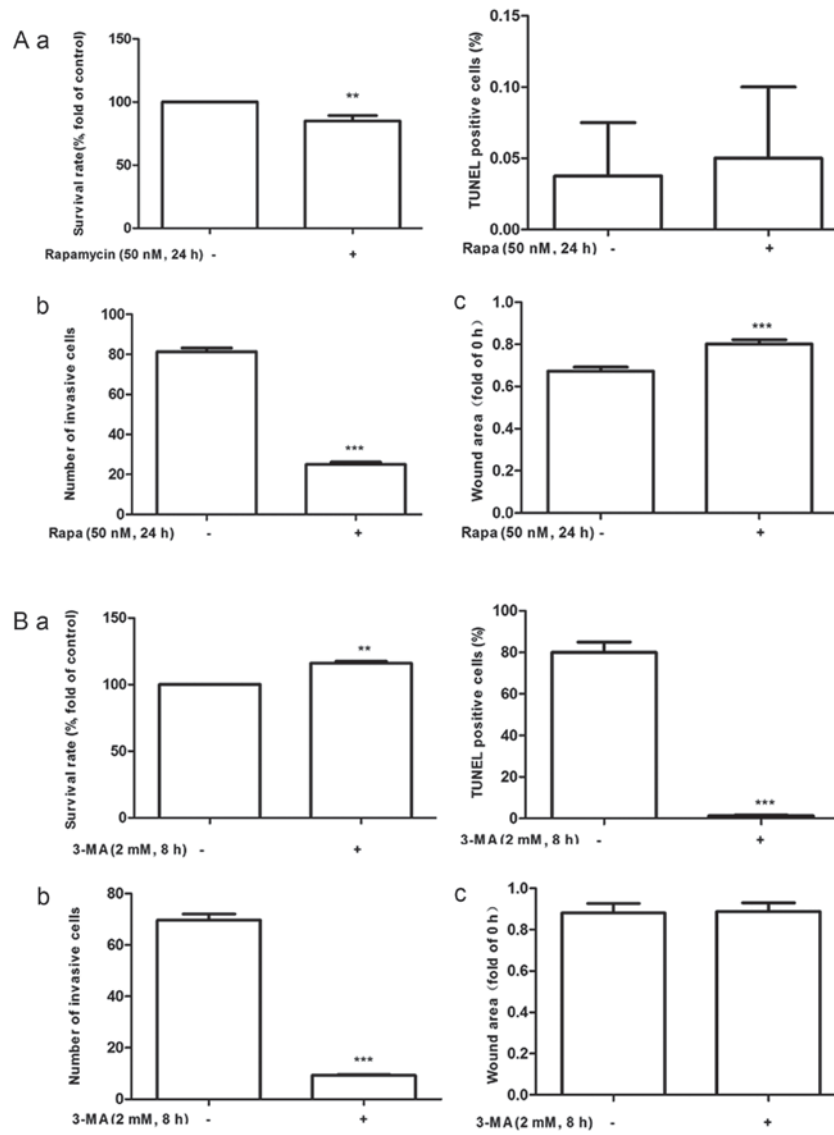 A a
Survival rate(%, fold of control)
150
100
50
0
**
Rapamycin (50 nM, 24 h) - +
TUNEL positive cells (%)
0.15
0.10
0.05
0.00
Rapa (50 nM, 24 h) - +
b
Number of invasive cells
100
80
60
40
20
0
***
Rapa (50 nM, 24 h) - +
c
Wound area (fold of 0 h)
1.0
0.8
0.6
0.4
0.2
0.0
***
Rapa (50 nM, 24 h) - +
B a
Survival rate (%, fold of control)
150
100
50
0
**
3-MA (2 mM, 8 h) - +
TUNEL positive cells (%)
100
80
60
40
20
0
***
3-MA (2 mM, 8 h) - +
b
Number of invasive cells
80
60
40
20
0
***
3-MA (2 mM, 8 h) - +
c
Wound area (fold of 0 h)
1.0
0.8
0.6
0.4
0.2
0.0
3-MA (2 mM, 8 h) - +